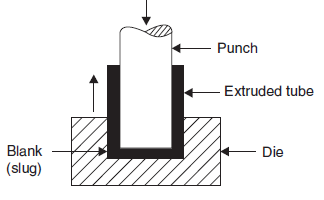 Punch
Extruded tube
Blank
(slug)
Die